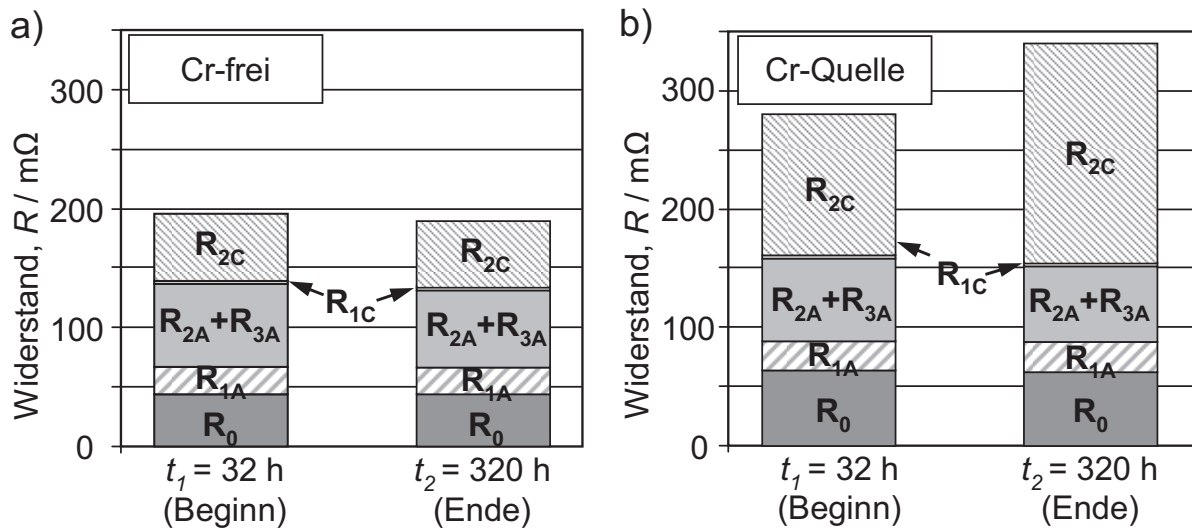 a)
Cr-frei
Widerstand, R / mΩ
300
200
100
0
R2C
R2C
R1C
R2A+R3A
R2A+R3A
R1A
R1A
R0
R0
t1 = 32 h
(Beginn)
t2 = 320 h
(Ende)
b)
Cr-Quelle
Widerstand, R / mΩ
300
200
100
0
R2C
R2C
R1C
R2A+R3A
R2A+R3A
R1A
R1A
R0
R0
t1 = 32 h
(Beginn)
t2 = 320 h
(Ende)